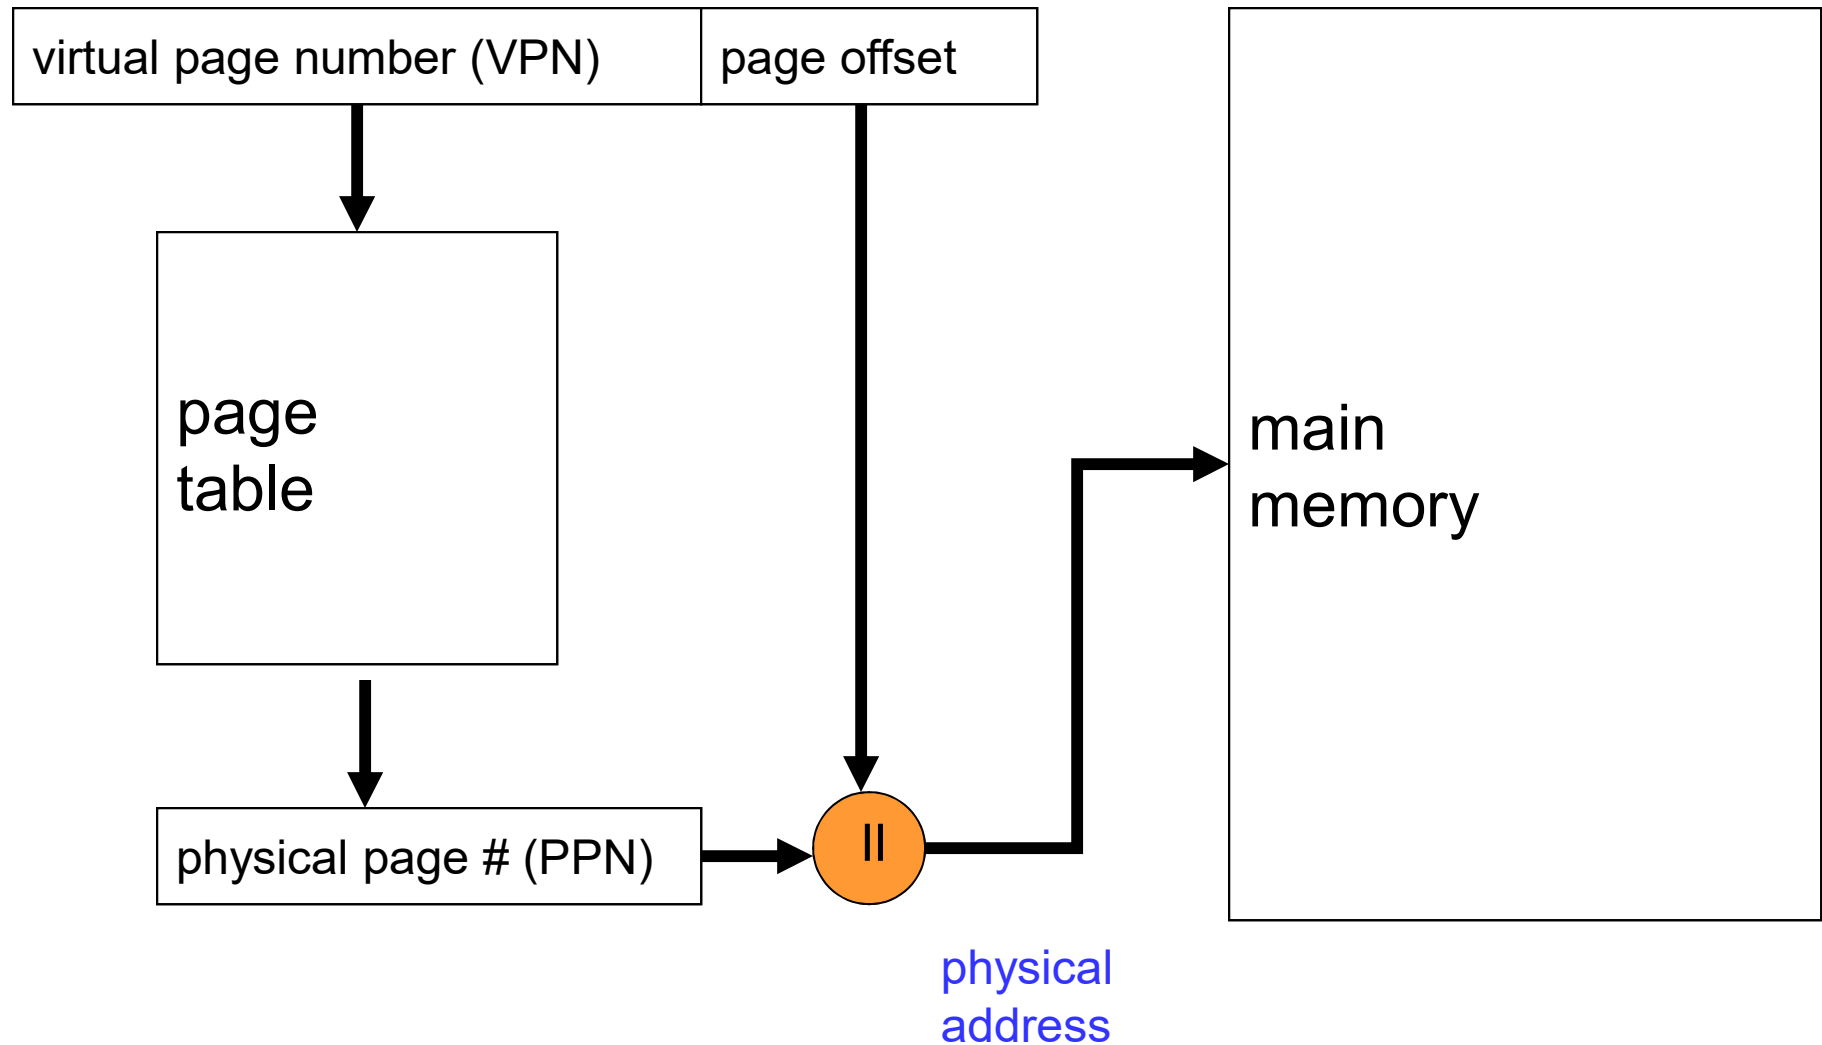 virtual page number (VPN)
page offset
page
table
main
memory
physical page # (PPN)
||
physical
address